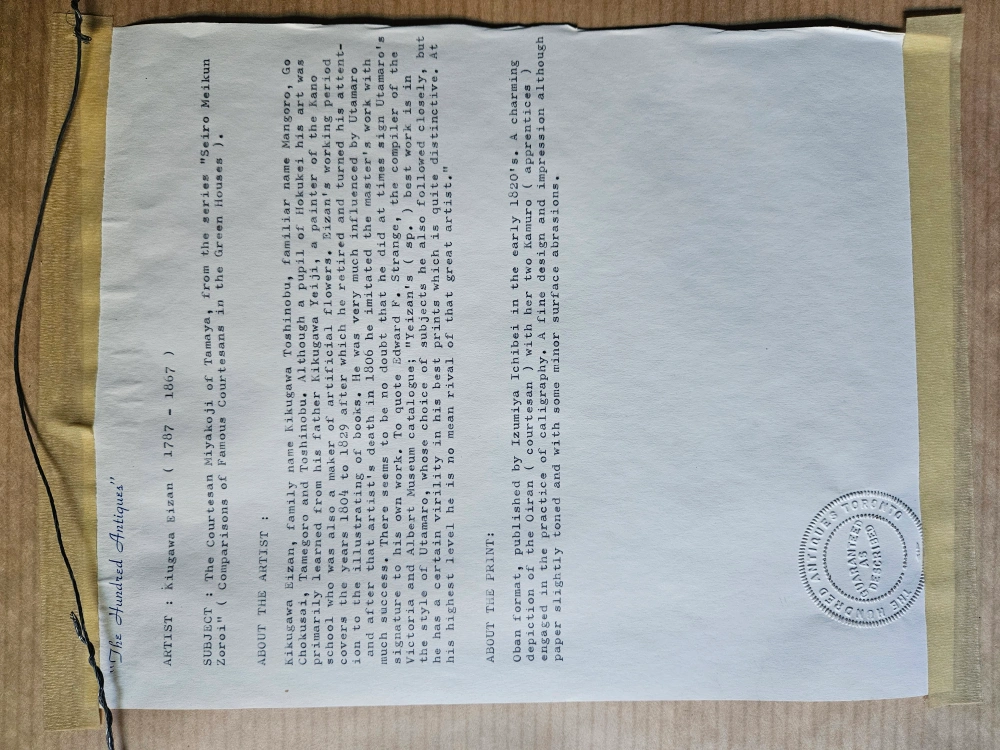 "The Hundred Antiques"
ARTIST : Kikugawa Eizan ( 1787 - 1867 )
SUBJECT : The Courtesan Miyakoji of Tamaya, from the series "Seiro Meikun
Zoroi" ( Comparisons of Famous Courtesans in the Green Houses ).
ABOUT THE ARTIST :
Kikugawa Eizan, family name Kikugawa Toshinobu, familiar name Mangoro, Go
Chokusai, Tamegoro and Toshinobu. Although a pupil of Hokukei his art was
primarily learned from his father Kikugawa Yeiji, a painter of the Kano
school who was also a maker of artificial flowers. Eizan's working period
covers the years 1804 to 1829 after which he retired and turned his attent-
ion to the illustrating of books. He was very much influenced by Utamaro
and after that artist's death in 1806 he imitated the master's work with
much success. There seems to be no doubt that he did at times sign Utamaro's
signature to his own work. To quote Edward F. Strange, the compiler of the
Victoria and Albert Museum catalogue; "Yeizan's ( sp. ) best work is in
the style of Utamaro, whose choice of subjects he also followed closely, but
he has a certain virility in his best prints which is quite distinctive. At
his highest level he is no mean rival of that great artist."
ABOUT THE PRINT:
Oban format, published by Izumiya Ichibei in the early 1820's. A charming
depiction of the Oiran ( courtesan ) with her two Kamuro ( apprentices )
engaged in the practice of caligraphy. A fine design and impression although
paper slightly toned and with some minor surface abrasions.
THE HUNDRED ANTIQUES TORONTO
GUARANTEED
AS
DESCRIBED